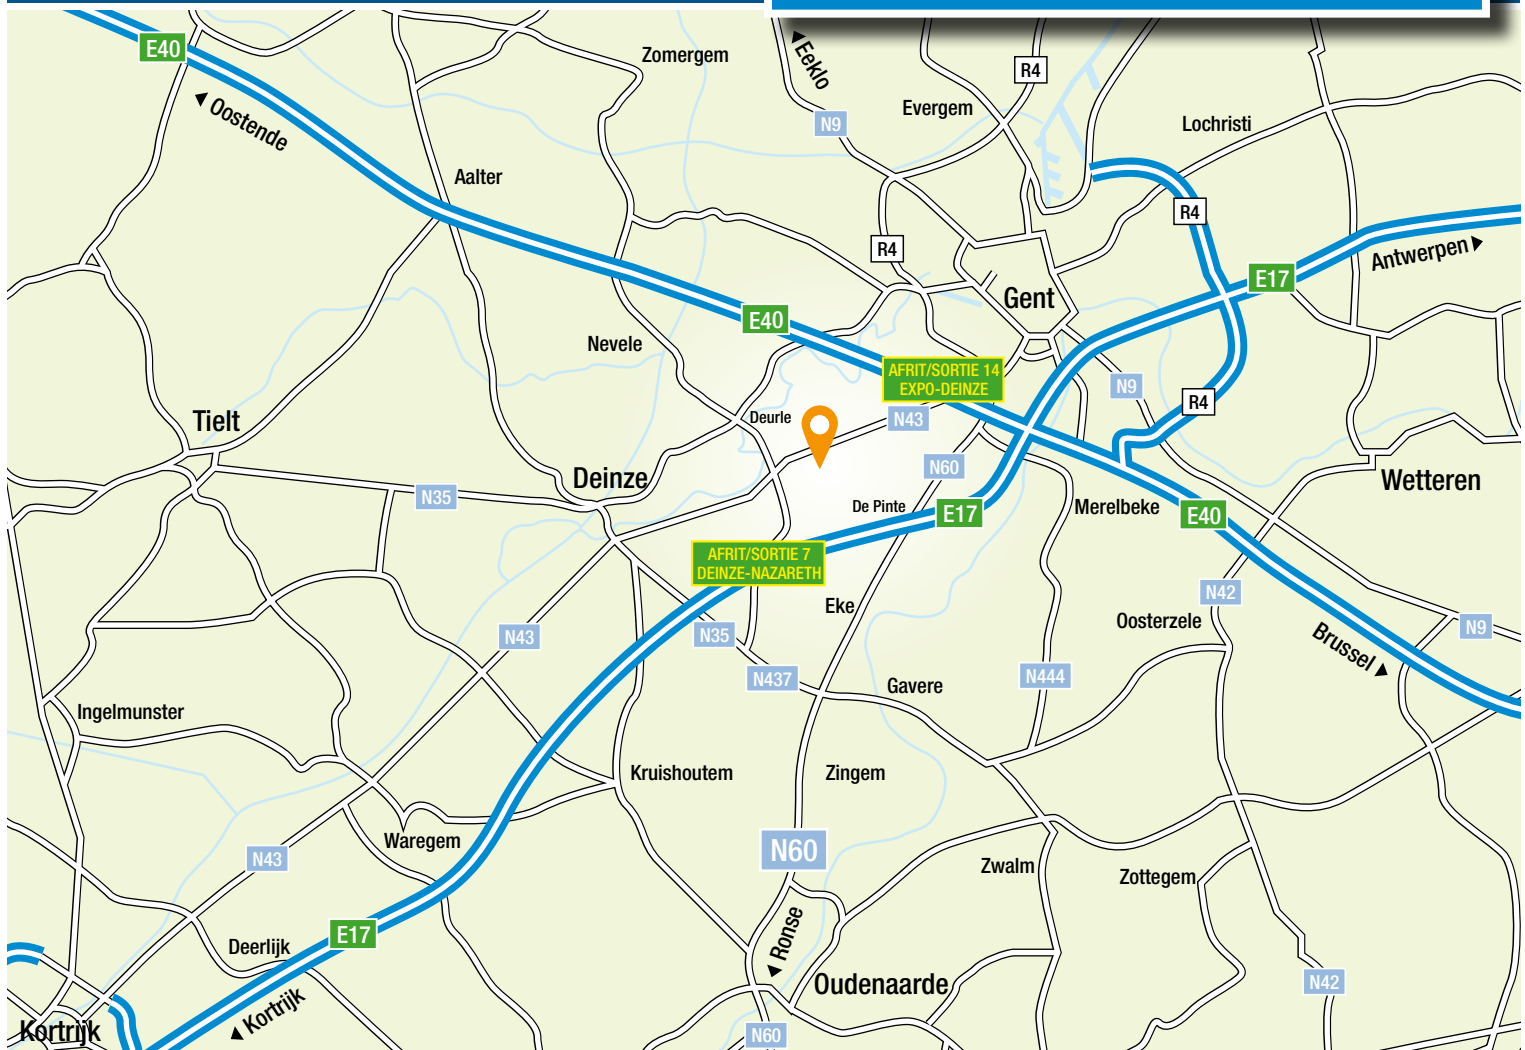 E40
Zomergem
Eeklo
R4
Oostende
N9
Evergem
Lochristi
Aalter
R4
R4
Antwerpen
E17
Gent
E40
Nevele
AFRIT/SORTIE 14
EXPO-DEINZE
N9
R4
Tielt
Deurle
N43
Deinze
N60
Wetteren
N35
De Pinte
E17
Merelbeke
E40
AFRIT/SORTIE 7
DEINZE-NAZARETH
N42
Eke
N43
N35
Oosterzele
N9
Brussel
N437
Gavere
N444
Ingelmunster
Kruishoutem
Zingem
Waregem
N60
N43
Zwalm
Zottegem
E17
Deerlijk
Ronse
Oudenaarde
N42
Kortrijk
Kortrijk
N60